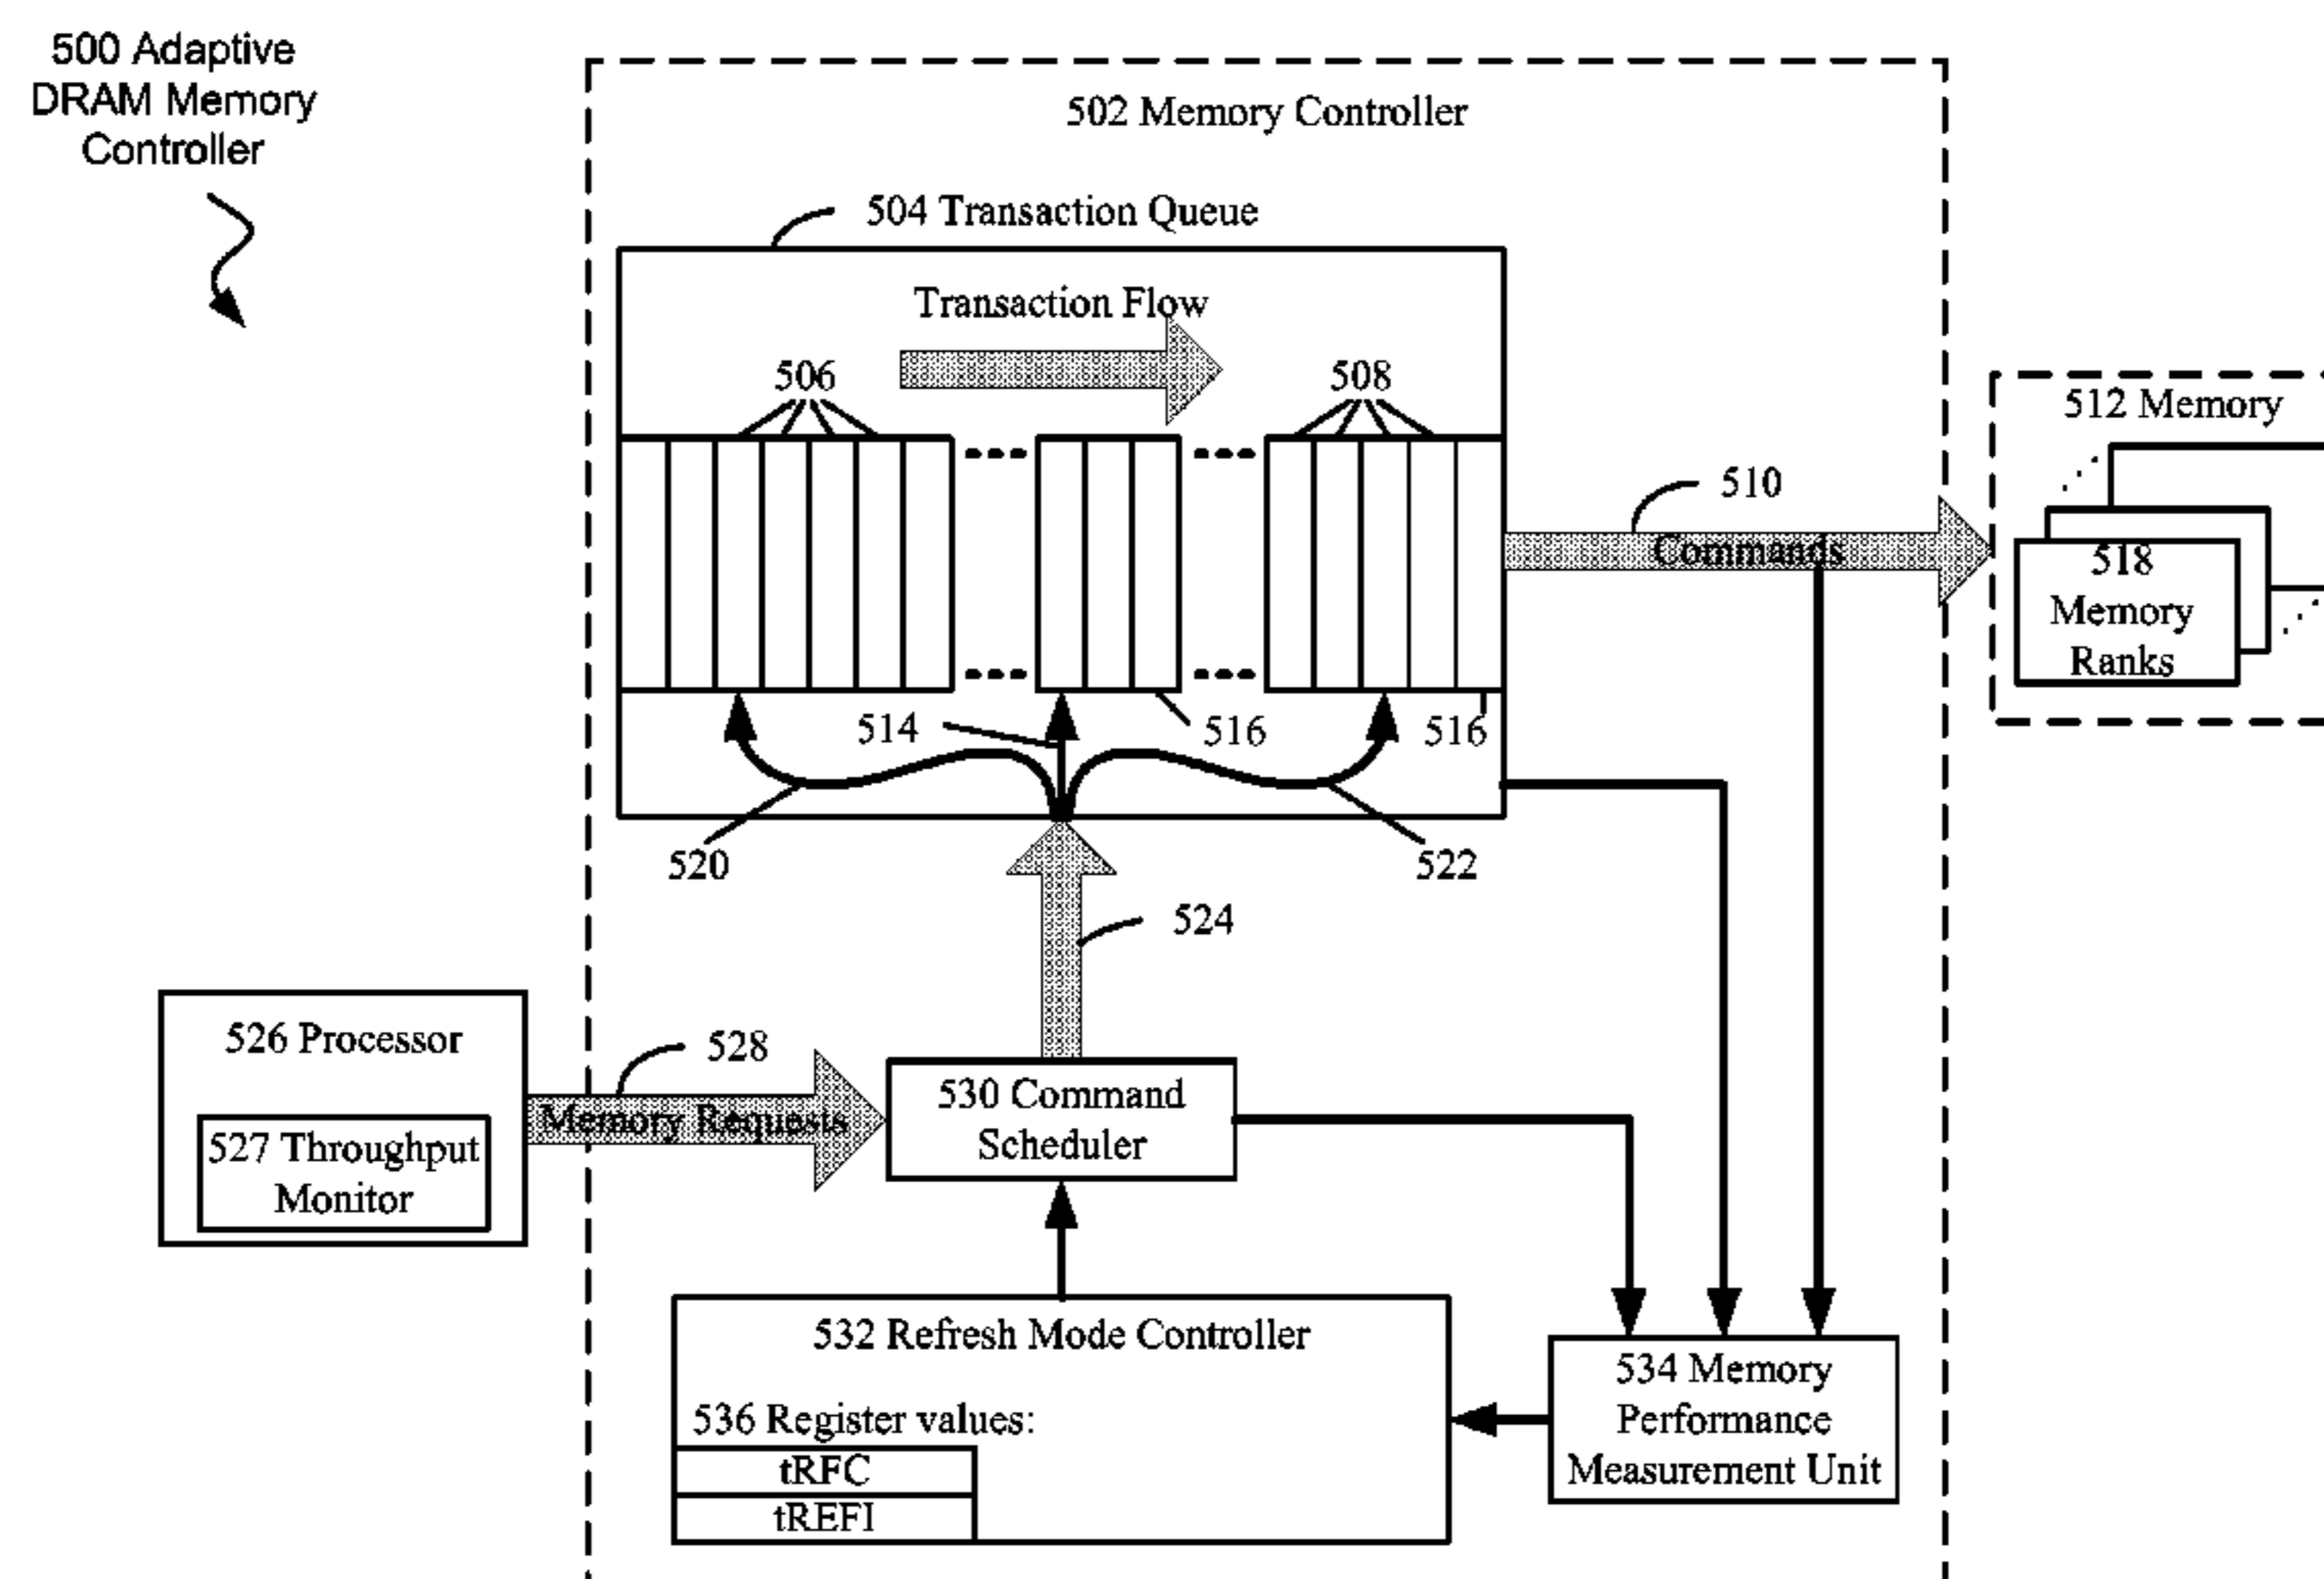 500 Adaptive
DRAM Memory
Controller
502 Memory Controller
504 Transaction Queue
Transaction Flow
506
508
510
Commands
512 Memory
518
Memory
Ranks
514
516
516
520
522
524
526 Processor
527 Throughput
Monitor
528
Memory Requests
530 Command
Scheduler
532 Refresh Mode Controller
536 Register values:
tRFC
tREFI
534 Memory
Performance
Measurement Unit